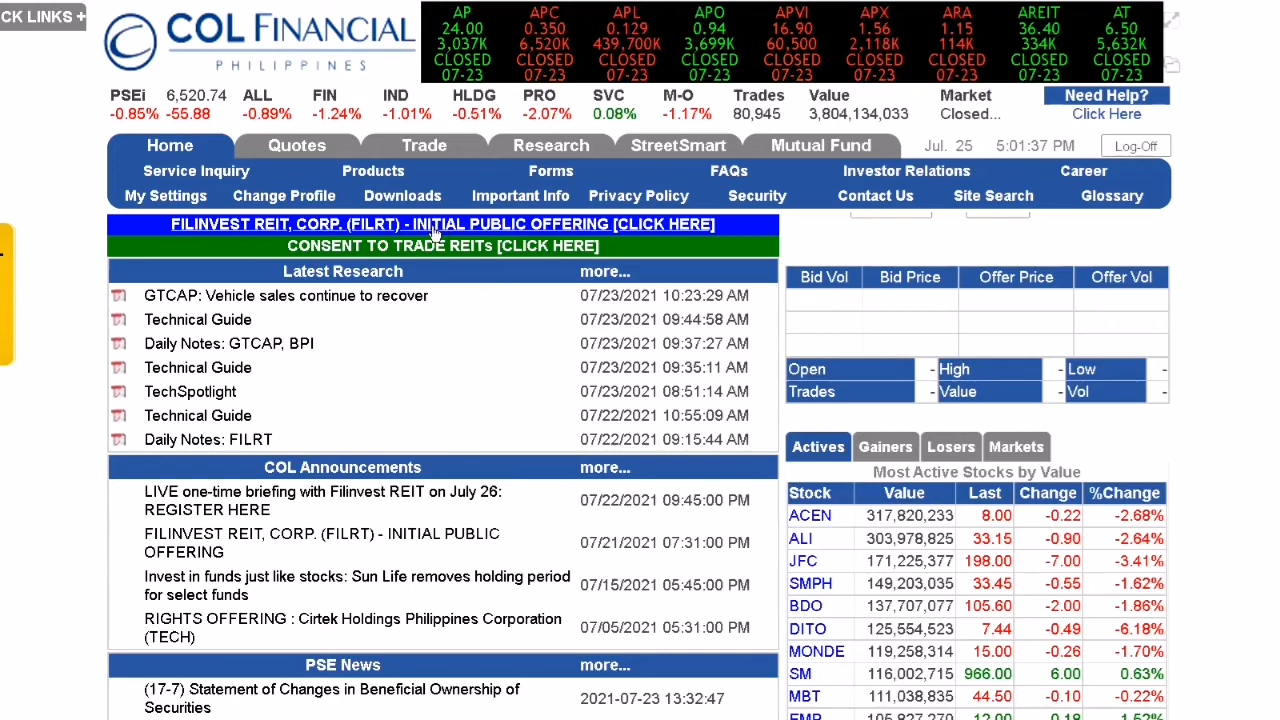 CK LINKS +
COL FINANCIAL
PHILIPPINES
AP APC APL APO APVI APX ARA AREIT AT
24.00 0.350 0.129 0.94 16.90 1.56 1.15 36.40 6.50
3,037K 6,520K 439,700K 3,699K 60,500 2,118K 114K 334K 5,632K
CLOSED CLOSED CLOSED CLOSED CLOSED CLOSED CLOSED CLOSED CLOSED
07-23 07-23 07-23 07-23 07-23 07-23 07-23 07-23 07-23
PSEi 6,520.74 ALL FIN IND HLDG PRO SVC M-O Trades Value Market Need Help?
-0.85% -55.88 -0.89% -1.24% -1.01% -0.51% -2.07% 0.08% -1.17% 80,945 3,804,134,033 Closed... Click Here
Home Quotes Trade Research StreetSmart Mutual Fund Jul. 25 5:01:37 PM Log-Off
Service Inquiry Products Forms FAQs Investor Relations Career
My Settings Change Profile Downloads Important Info Privacy Policy Security Contact Us Site Search Glossary
FILINVEST REIT, CORP. (FILRT) - INITIAL PUBLIC OFFERING [CLICK HERE]
CONSENT TO TRADE REITs [CLICK HERE]
Latest Research more...
GTCAP: Vehicle sales continue to recover 07/23/2021 10:23:29 AM
Technical Guide 07/23/2021 09:44:58 AM
Daily Notes: GTCAP, BPI 07/23/2021 09:37:27 AM
Technical Guide 07/23/2021 09:35:11 AM
TechSpotlight 07/23/2021 08:51:14 AM
Technical Guide 07/22/2021 10:55:09 AM
Daily Notes: FILRT 07/22/2021 09:15:44 AM
COL Announcements more...
LIVE one-time briefing with Filinvest REIT on July 26:
REGISTER HERE 07/22/2021 09:45:00 PM
FILINVEST REIT, CORP. (FILRT) - INITIAL PUBLIC
OFFERING 07/21/2021 07:31:00 PM
Invest in funds just like stocks: Sun Life removes holding period
for select funds 07/15/2021 05:45:00 PM
RIGHTS OFFERING : Cirtek Holdings Philippines Corporation
(TECH) 07/05/2021 05:31:00 PM
PSE News more...
(17-7) Statement of Changes in Beneficial Ownership of
Securities 2021-07-23 13:32:47
Bid Vol Bid Price Offer Price Offer Vol
Open - High - Low -
Trades - Value - Vol -
Actives Gainers Losers Markets
Most Active Stocks by Value
Stock Value Last Change %Change
ACEN 317,820,233 8.00 -0.22 -2.68%
ALI 303,978,825 33.15 -0.90 -2.64%
JFC 171,225,377 198.00 -7.00 -3.41%
SMPH 149,203,035 33.45 -0.55 -1.62%
BDO 137,707,077 105.60 -2.00 -1.86%
DITO 125,554,523 7.44 -0.49 -6.18%
MONDE 119,258,314 15.00 -0.26 -1.70%
SM 116,002,715 966.00 6.00 0.63%
MBT 111,038,835 44.50 -0.10 -0.22%
EMP 105,827,270 12.00 0.18 1.52%